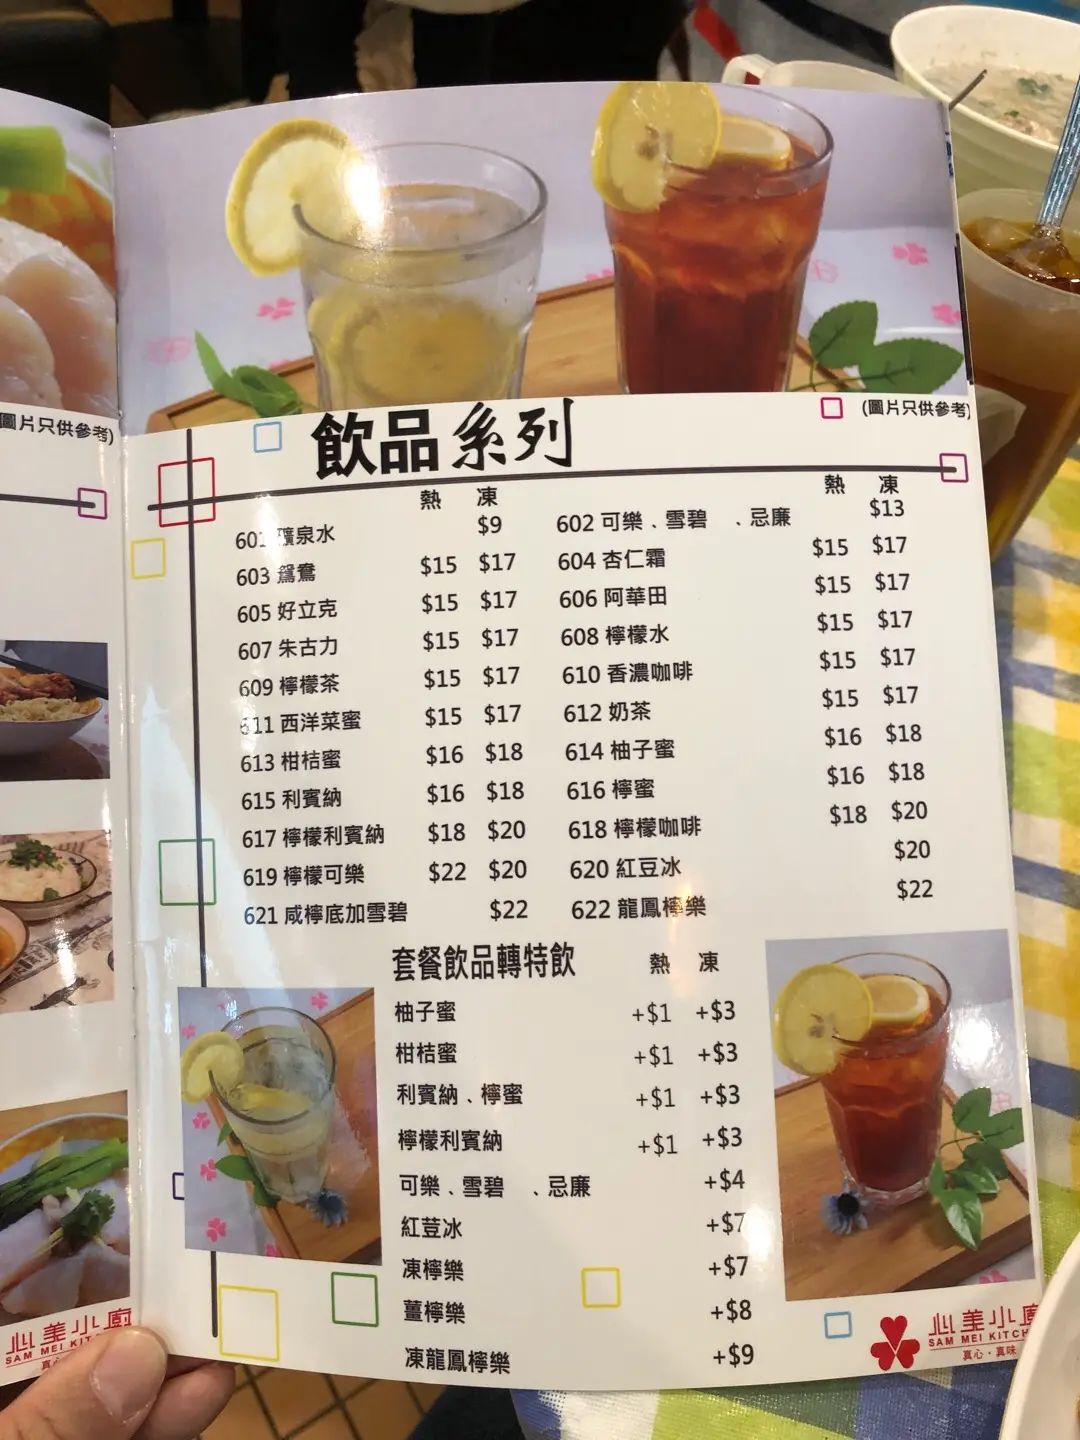 (圖片只供參考)
飲品系列
(圖片只供參考)
熱 凍 熱 凍
601 礦泉水 $9 602 可樂、雪碧 、忌廉 $13
603 鴛鴦 $15 $17 604 杏仁霜 $15 $17
605 好立克 $15 $17 606 阿華田 $15 $17
607 朱古力 $15 $17 608 檸檬水 $15 $17
609 檸檬茶 $15 $17 610 香濃咖啡 $15 $17
611 西洋菜蜜 $15 $17 612 奶茶 $15 $17
613 柑桔蜜 $16 $18 614 柚子蜜 $16 $18
615 利賓納 $16 $18 616 檸蜜 $16 $18
617 檸檬利賓納 $18 $20 618 檸檬咖啡 $18 $20
619 檸檬可樂 $22 $20 620 紅豆冰 $20
621 咸檸底加雪碧 $22 622 龍鳳檸樂 $22
套餐飲品轉特飲 熱 凍
柚子蜜 +$1 +$3
柑桔蜜 +$1 +$3
利賓納、檸蜜 +$1 +$3
檸檬利賓納 +$1 +$3
可樂、雪碧 、忌廉 +$4
紅荳冰 +$7
凍檸樂 +$7
薑檸樂 +$8
凍龍鳳檸樂 +$9
心美小廚
SAM MEI
真心
心美小
SAM MEI
真心·真味